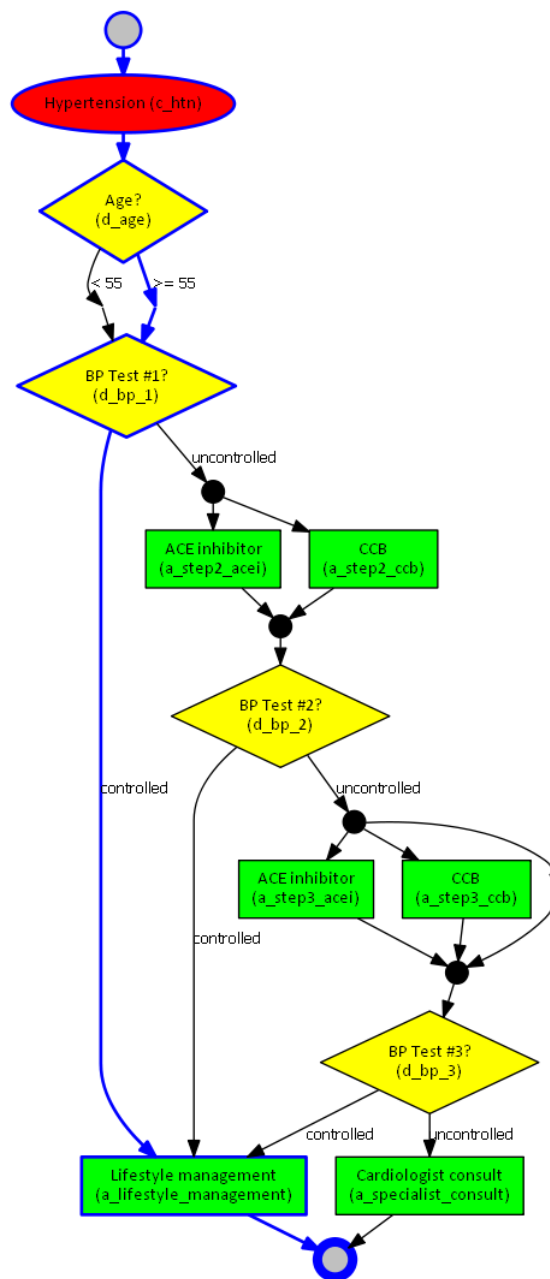 Hypertension (c_htn)
Age?
(d_age)
< 55
>= 55
BP Test #1?
(d_bp_1)
uncontrolled
ACE inhibitor
(a_step2_acei)
CCB
(a_step2_ccb)
BP Test #2?
(d_bp_2)
controlled
uncontrolled
ACE inhibitor
(a_step3_acei)
CCB
(a_step3_ccb)
controlled
BP Test #3?
(d_bp_3)
controlled
uncontrolled
Lifestyle management
(a_lifestyle_management)
Cardiologist consult
(a_specialist_consult)